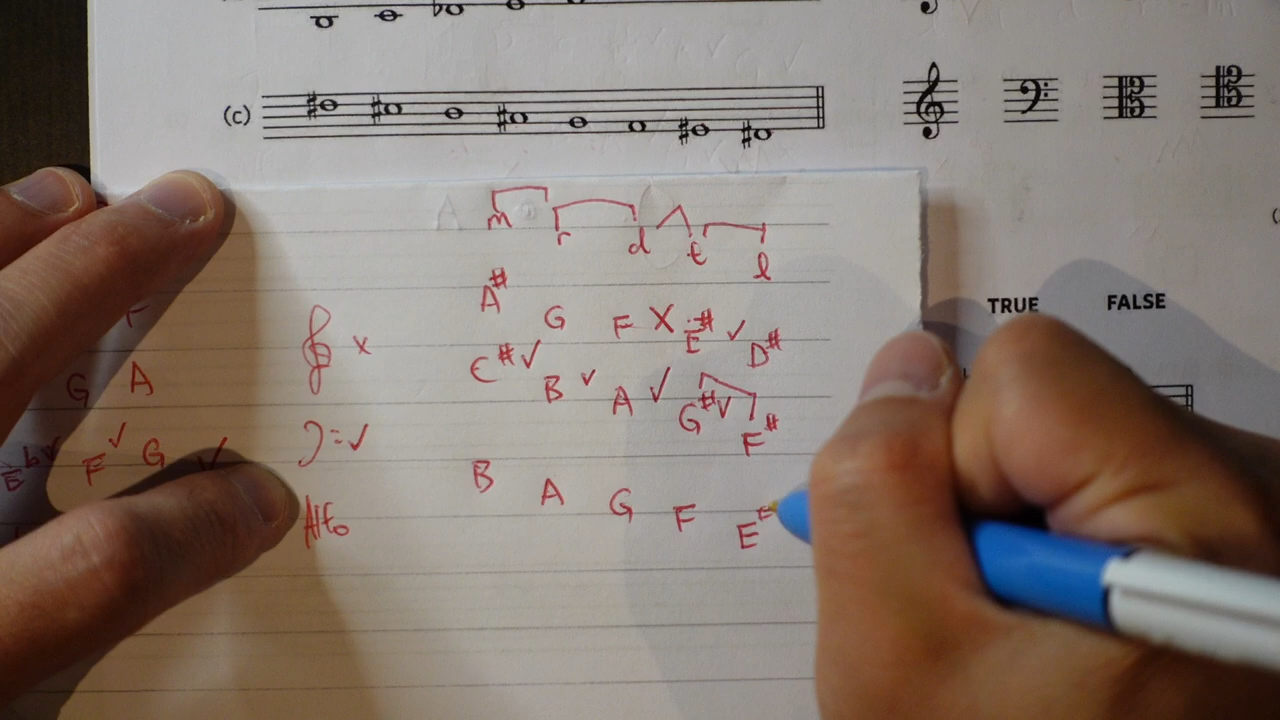 (c)
m r d t l
A#
G F X E# ✓ D#
x
C# ✓ B ✓ A ✓ G# ✓ F#
G A
✓
B A G F E
F ✓ G ✓
Alto
TRUE FALSE